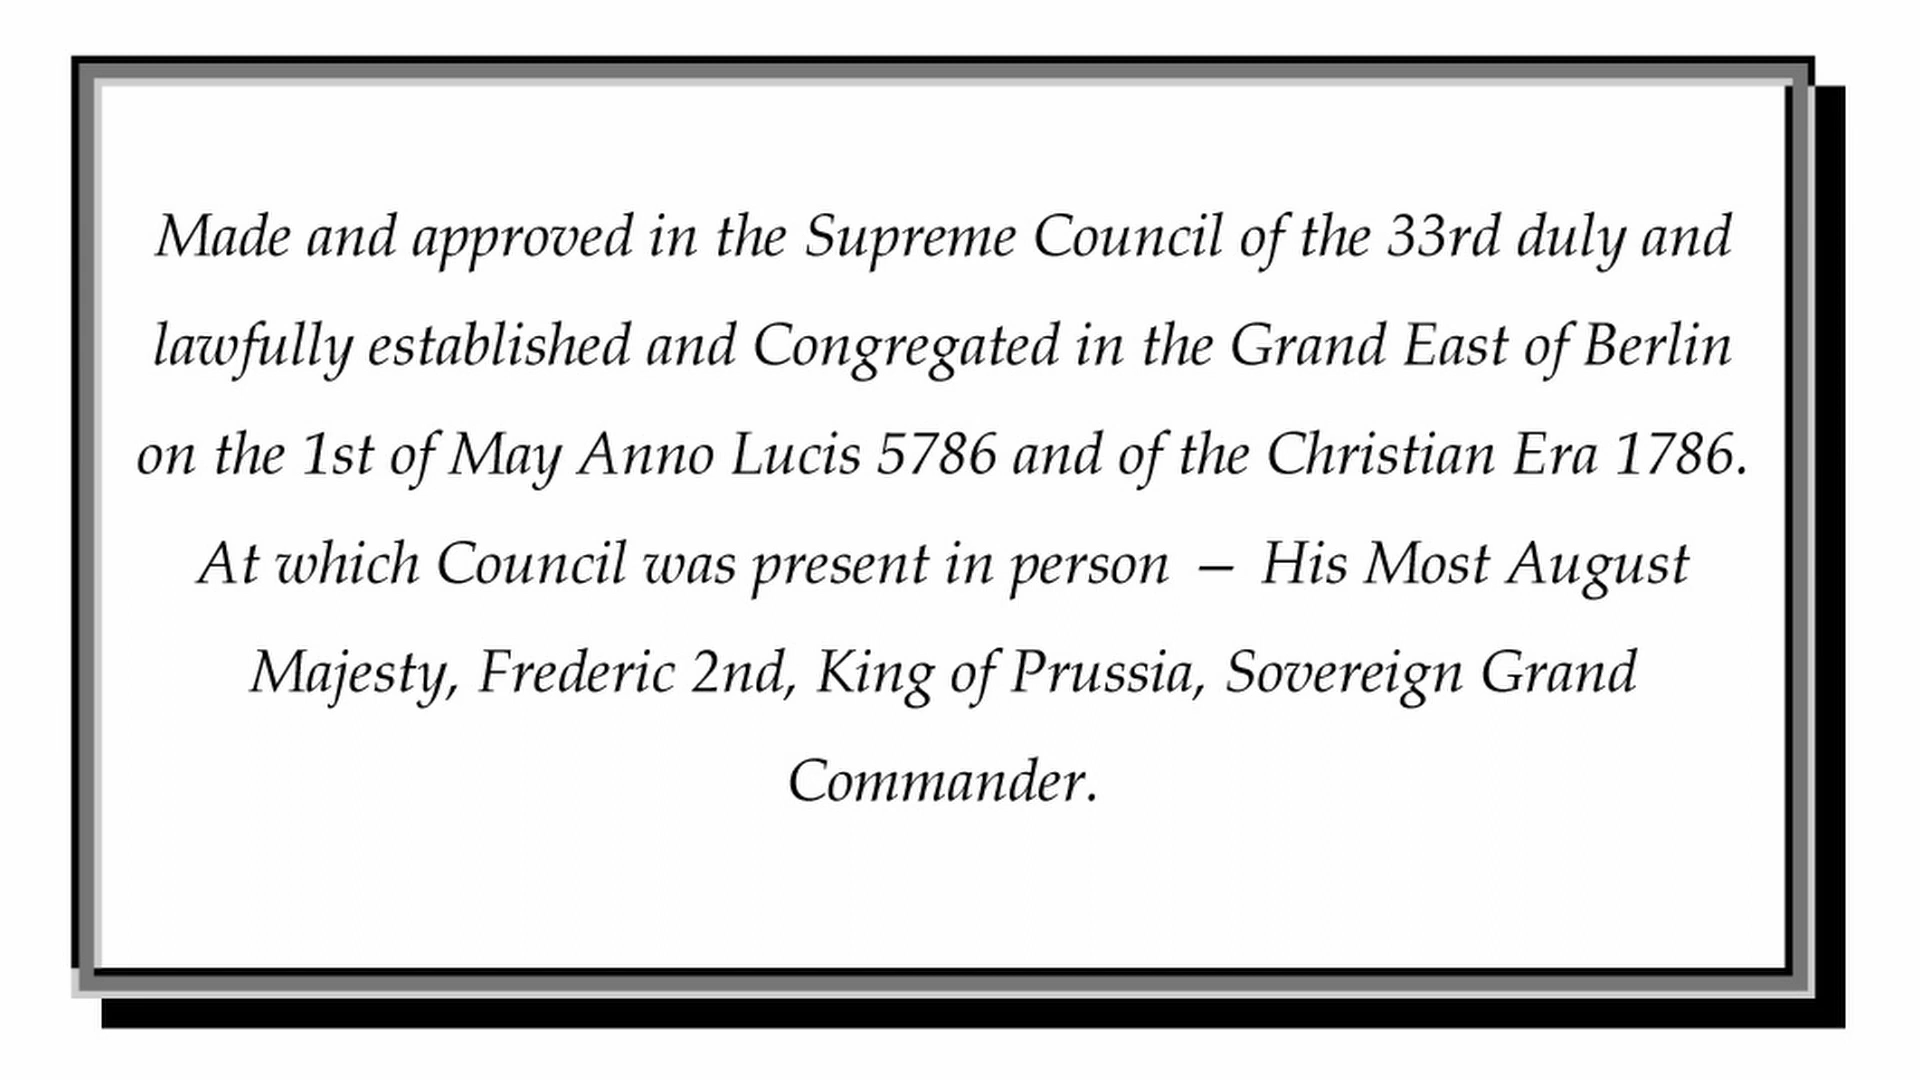 Made and approved in the Supreme Council of the 33rd duly and
lawfully established and Congregated in the Grand East of Berlin
on the 1st of May Anno Lucis 5786 and of the Christian Era 1786.
At which Council was present in person – His Most August
Majesty, Frederic 2nd, King of Prussia, Sovereign Grand
Commander.